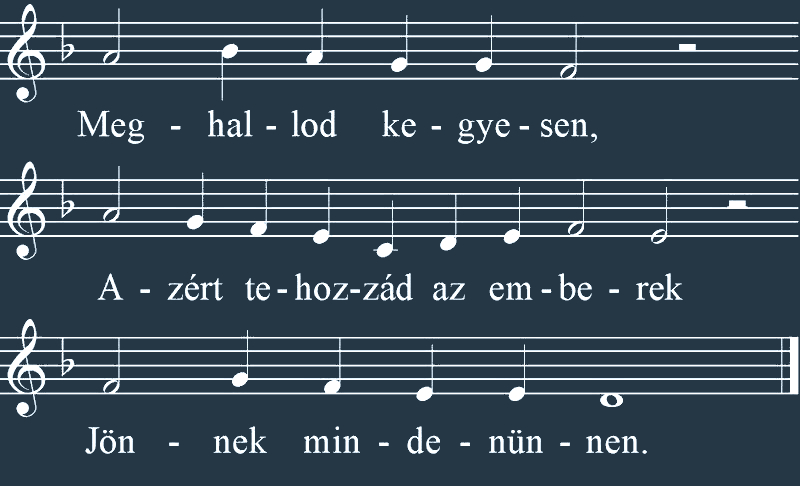 Meg - hal - lod ke - gye - sen,
A - zért te - hoz - zád az em - be - rek
Jön - nek min - de - nün - nen.